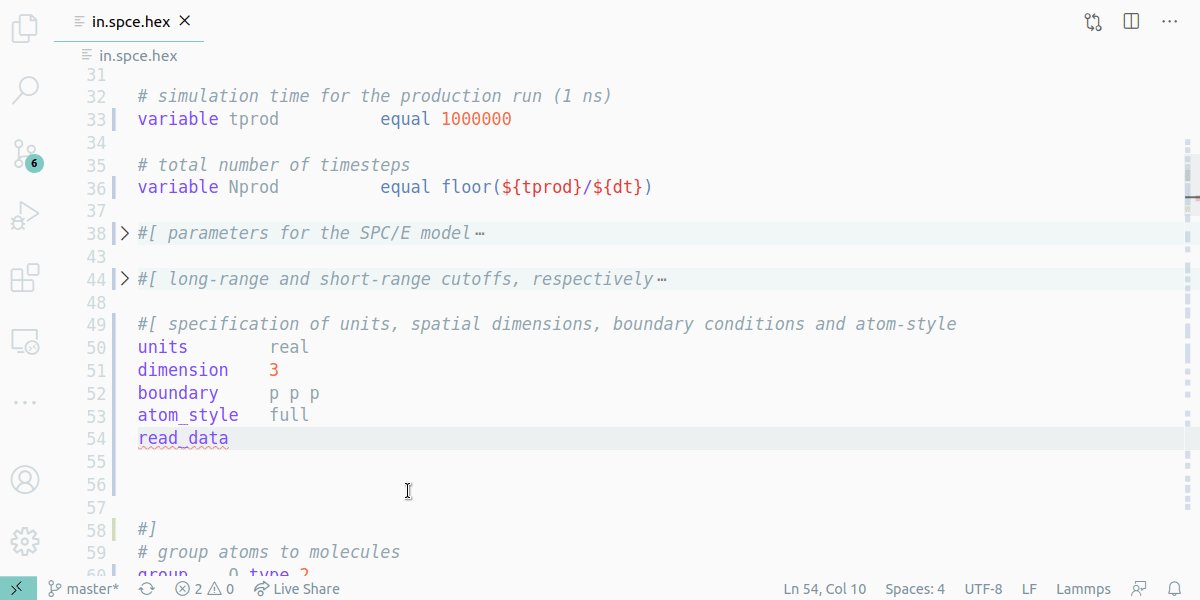 in.spce.hex
in.spce.hex
31
32 # simulation time for the production run (1 ns)
33 variable tprod equal 1000000
34
35 # total number of timesteps
36 variable Nprod equal floor(${tprod}/${dt})
37
38 #[ parameters for the SPC/E model⋯
43
44 #[ long-range and short-range cutoffs, respectively⋯
48
49 #[ specification of units, spatial dimensions, boundary conditions and atom-style
50 units real
51 dimension 3
52 boundary p p p
53 atom_style full
54 read_data
55
56
57
58 #]
59 # group atoms to molecules
60 group O type 2
6
master* 2 0 Live Share Ln 54, Col 10 Spaces: 4 UTF-8 LF Lammps